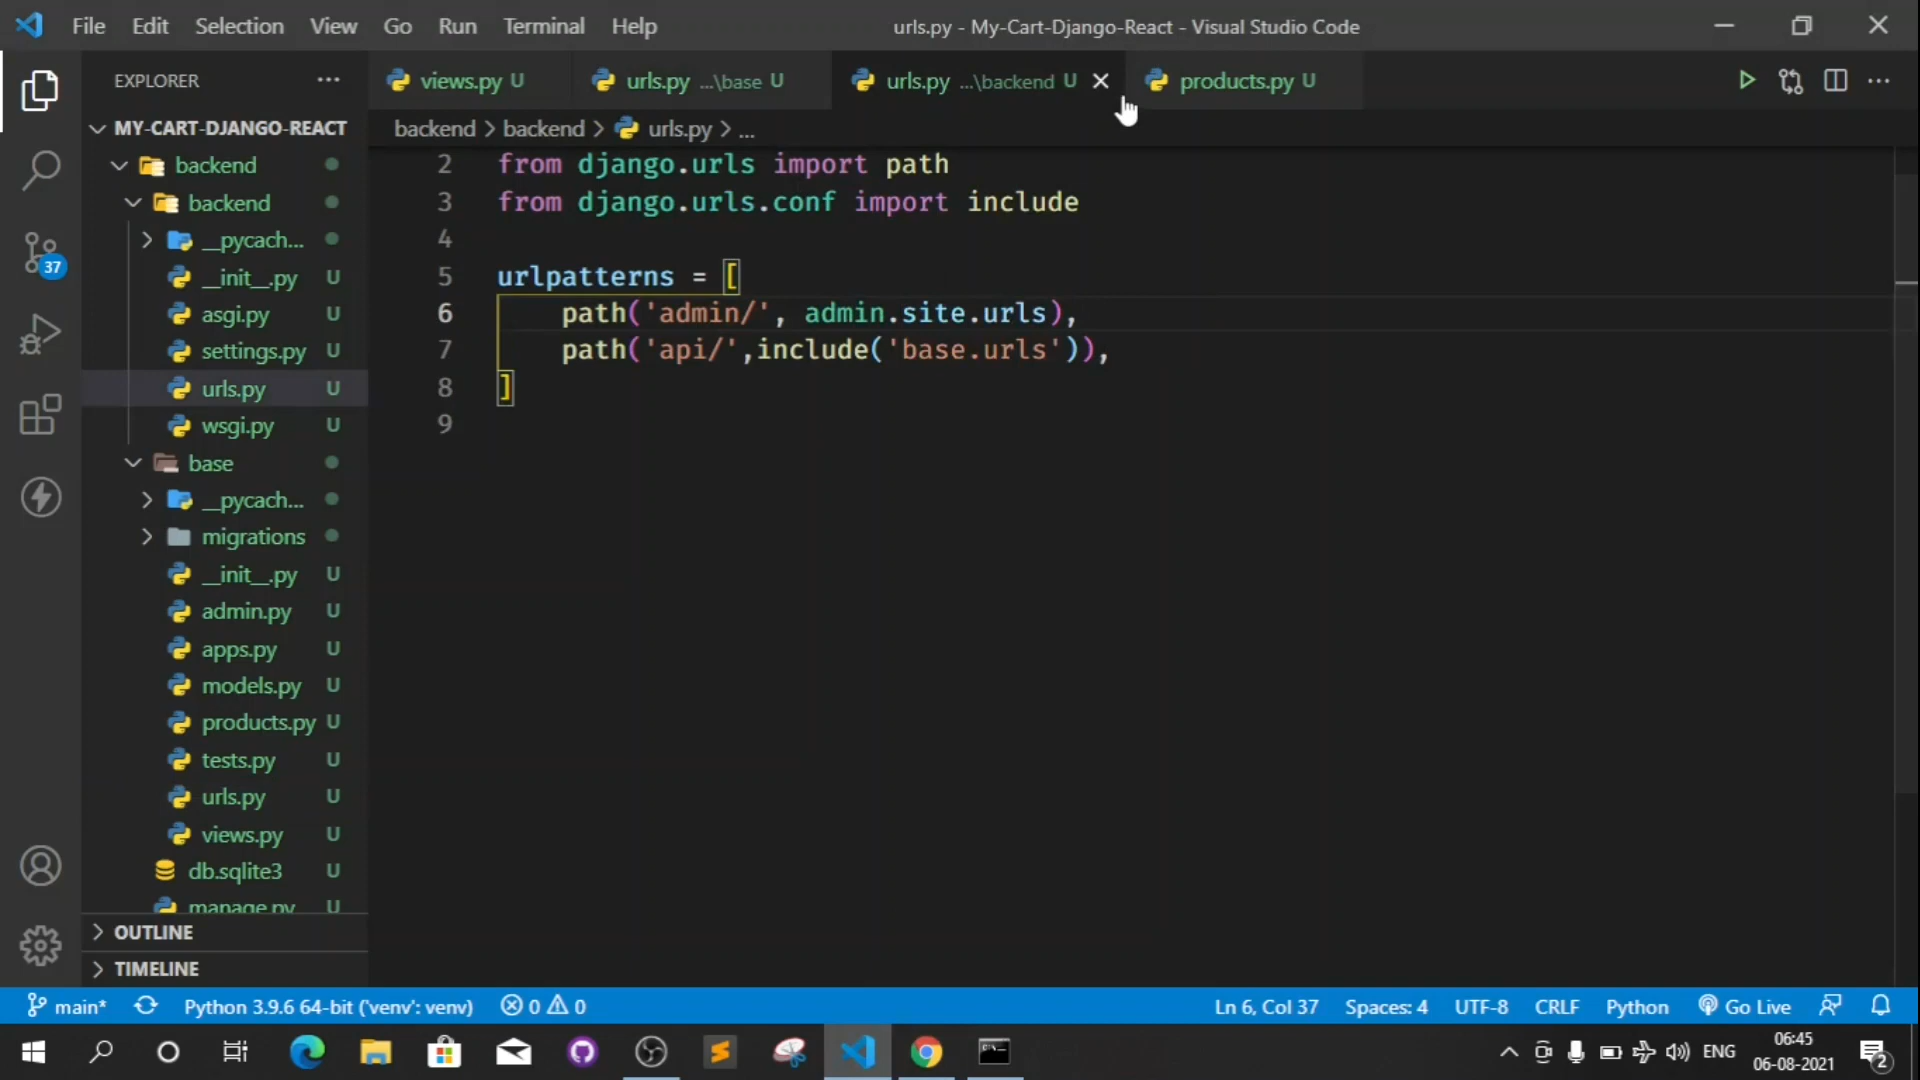 File Edit Selection View Go Run Terminal Help
urls.py - My-Cart-Django-React - Visual Studio Code
EXPLORER
views.py U
urls.py ...\base U
urls.py ...\backend U
products.py U
MY-CART-DJANGO-REACT
backend > backend > urls.py > ...
backend
backend
__pycach...
__init__.py U
asgi.py U
settings.py U
urls.py U
wsgi.py U
base
__pycach...
migrations
__init__.py U
admin.py U
apps.py U
models.py U
products.py U
tests.py U
urls.py U
views.py U
db.sqlite3 U
manage.py U
OUTLINE
TIMELINE
37
2 from django.urls import path
3 from django.urls.conf import include
4
5 urlpatterns = [
6 path('admin/', admin.site.urls),
7 path('api/',include('base.urls')),
8 ]
9
main* Python 3.9.6 64-bit ('venv': venv) 0 0 Ln 6, Col 37 Spaces: 4 UTF-8 CRLF Python Go Live
ENG
06:45
06-08-2021
2